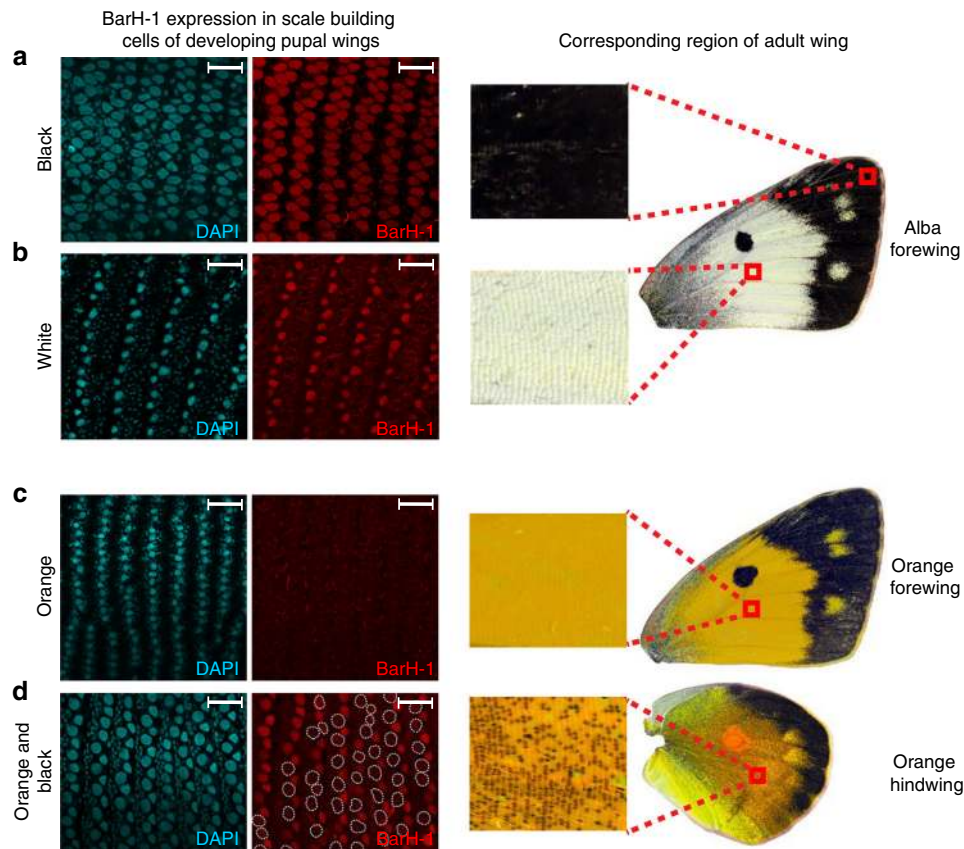 BarH-1 expression in scale building
cells of developing pupal wings
Corresponding region of adult wing
a
Black
DAPI
BarH-1
Alba
forewing
b
White
DAPI
BarH-1
c
Orange
DAPI
BarH-1
Orange
forewing
d
Orange and
black
DAPI
BarH-1
Orange
hindwing